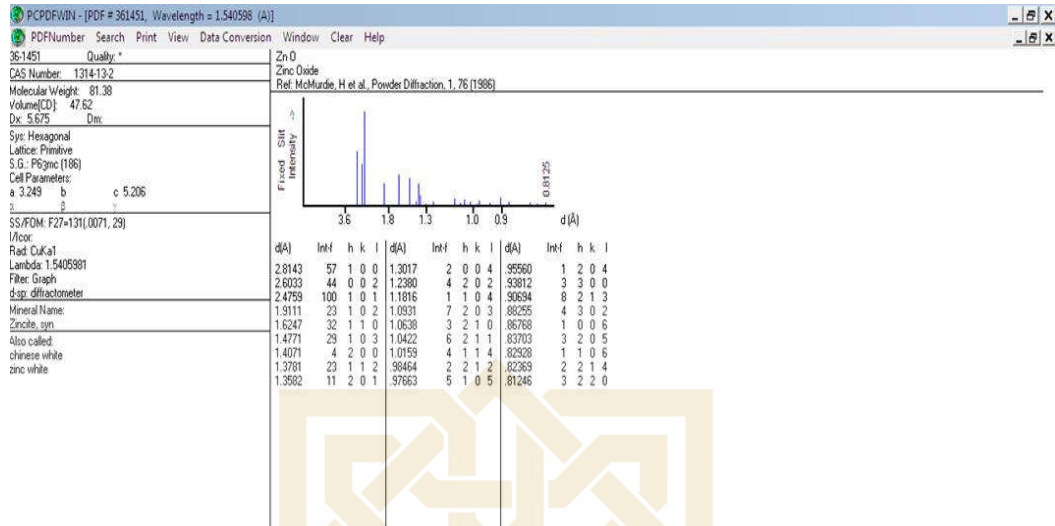 PCPDFWIN - [PDF # 361451, Wavelength = 1.540598 (A)]
PDFNumber Search Print View Data Conversion Window Clear Help
36-1451 Quality: *
CAS Number: 1314-13-2
Molecular Weight: 81.38
Volume[CD]: 47.62
Dx: 5.675 Dm:
Sys: Hexagonal
Lattice: Primitive
S.G.: P63mc (186)
Cell Parameters:
a 3.249 b c 5.206
α β γ
SS/FOM: F27=131(.0071, 29)
I/Icor:
Rad: CuKa1
Lambda: 1.5405981
Filter: Graph
d-sp: diffractometer
Mineral Name:
Zincite, syn
Also called:
chinese white
zinc white
Zn O
Zinc Oxide
Ref: McMurdie, H et al., Powder Diffraction, 1, 76 (1986)
Fixed Slit
Intensity ->
0.8125
3.6 1.8 1.3 1.0 0.9 d (Å)
d(A) Int-f h k l d(A) Int-f h k l d(A) Int-f h k l
2.8143 57 1 0 0 1.3017 2 0 0 4 .95560 1 2 0 4
2.6033 44 0 0 2 1.2380 4 2 0 2 .93812 3 3 0 0
2.4759 100 1 0 1 1.1816 1 1 0 4 .90694 8 2 1 3
1.9111 23 1 0 2 1.0931 7 2 0 3 .88255 4 3 0 2
1.6247 32 1 1 0 1.0638 3 2 1 0 .86768 1 0 0 6
1.4771 29 1 0 3 1.0422 6 2 1 1 .83703 3 2 0 5
1.4071 4 2 0 0 1.0159 4 1 1 4 .82928 1 1 0 6
1.3781 23 1 1 2 .98464 2 2 1 2 .82369 2 2 1 4
1.3582 11 2 0 1 .97663 5 1 0 5 .81246 3 2 2 0